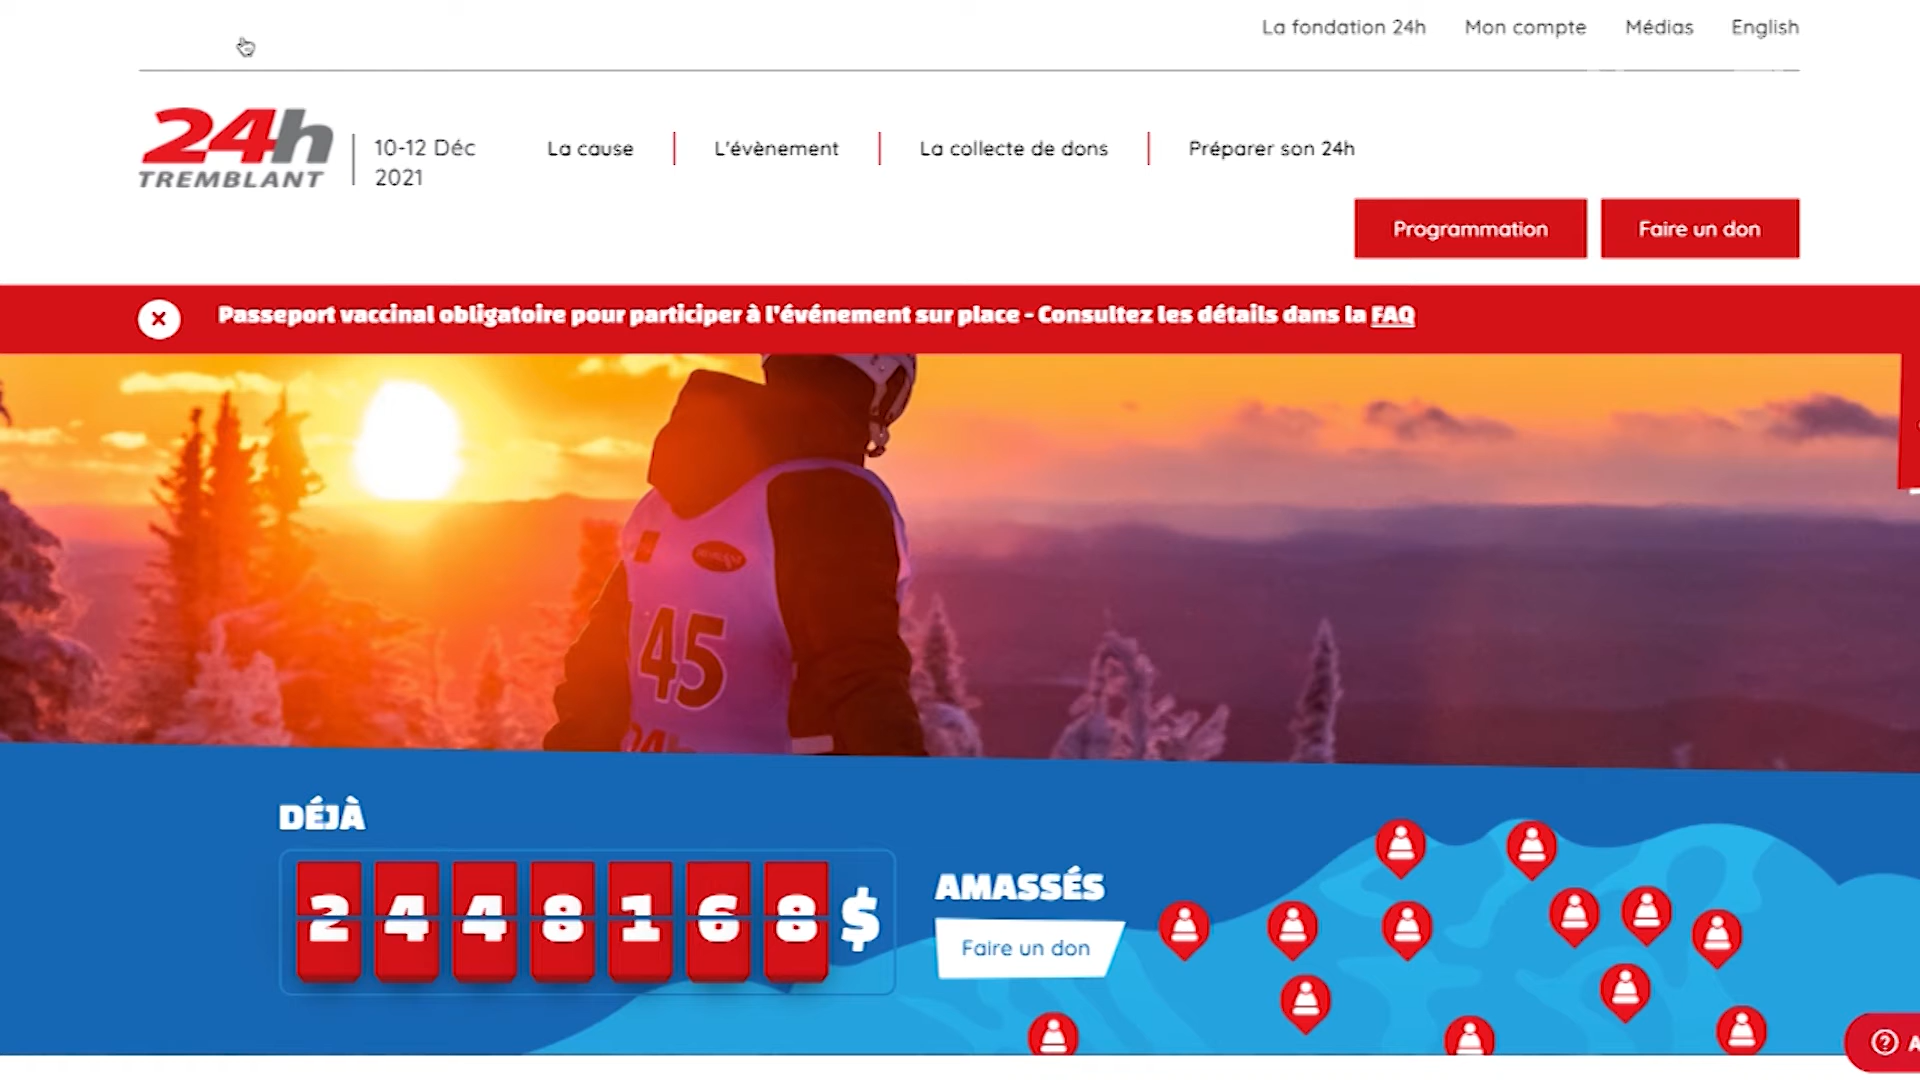 La fondation 24h Mon compte Médias English
24h
TREMBLANT
10-12 Déc
2021
La cause L'évènement La collecte de dons Préparer son 24h
Programmation Faire un don
Passeport vaccinal obligatoire pour participer à l'événement sur place - Consultez les détails dans la FAQ
45
24h
DÉJÀ
2448168$
AMASSÉS
Faire un don